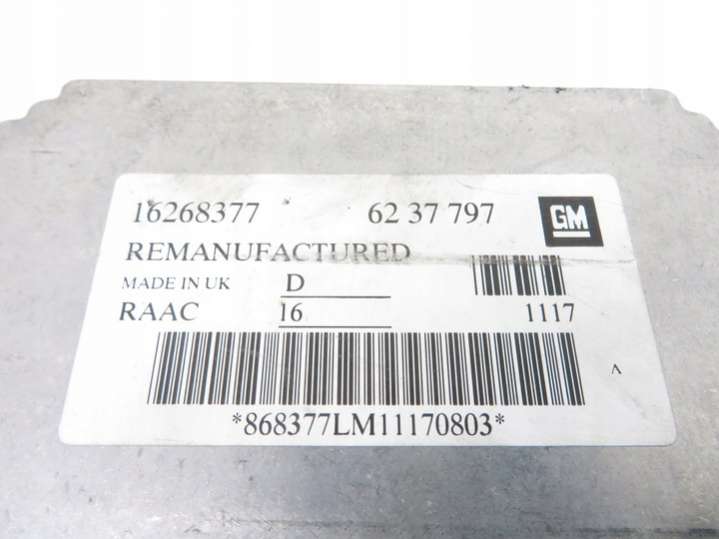 16268377 62 37 797 GM
REMANUFACTURED
MADE IN UK D
RAAC 16 1117
A
*868377LM11170803*